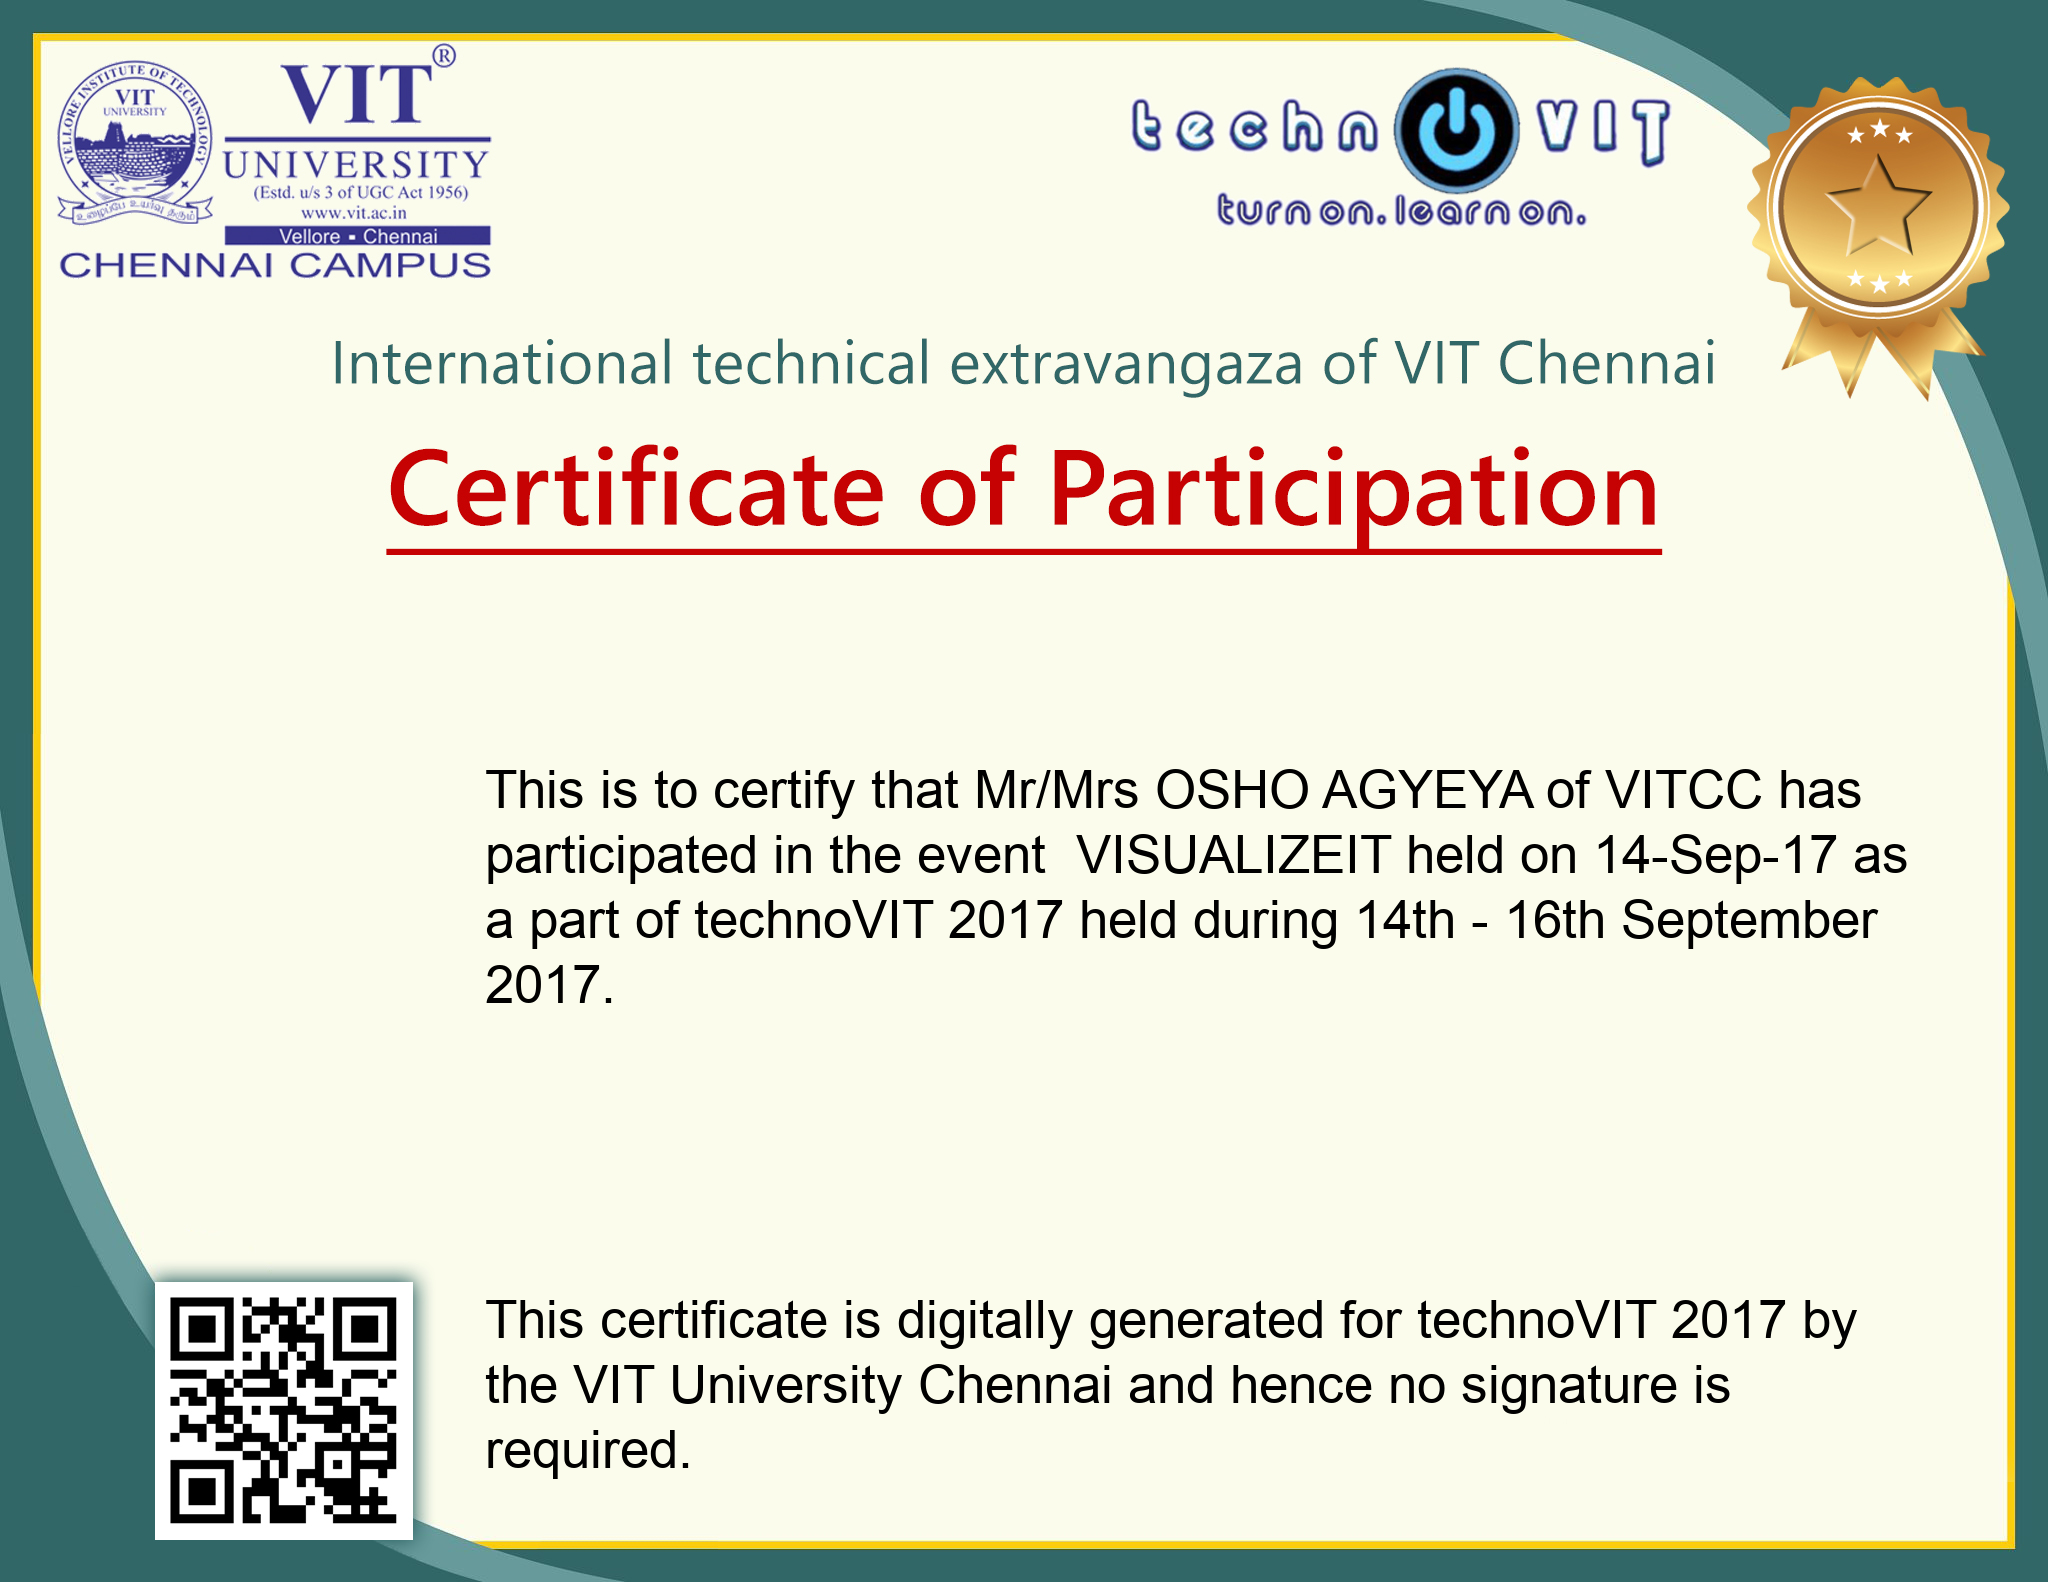 VELLORE INSTITUTE OF TECHNOLOGY
VIT
UNIVERSITY
உழைப்பே உயர்வு தரும்
VIT®
UNIVERSITY
(Estd. u/s 3 of UGC Act 1956)
www.vit.ac.in
Vellore ▪ Chennai
CHENNAI CAMPUS
techn VIT
turn on. learn on.
International technical extravangaza of VIT Chennai
Certificate of Participation
This is to certify that Mr/Mrs OSHO AGYEYA of VITCC has
participated in the event  VISUALIZEIT held on 14-Sep-17 as
a part of technoVIT 2017 held during 14th - 16th September
2017.
This certificate is digitally generated for technoVIT 2017 by
the VIT University Chennai and hence no signature is
required.